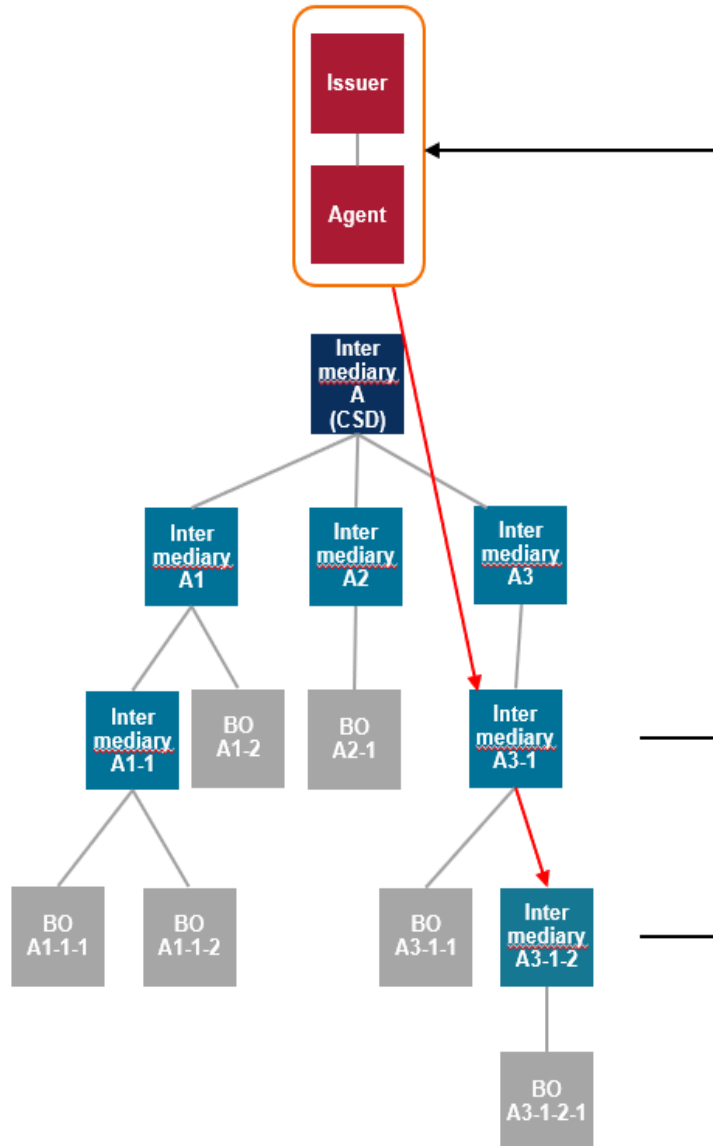 Issuer
Agent
Inter
mediary
A
(CSD)
Inter
mediary
A1
Inter
mediary
A2
Inter
mediary
A3
Inter
mediary
A1-1
BO
A1-2
BO
A2-1
Inter
mediary
A3-1
BO
A1-1-1
BO
A1-1-2
BO
A3-1-1
Inter
mediary
A3-1-2
BO
A3-1-2-1